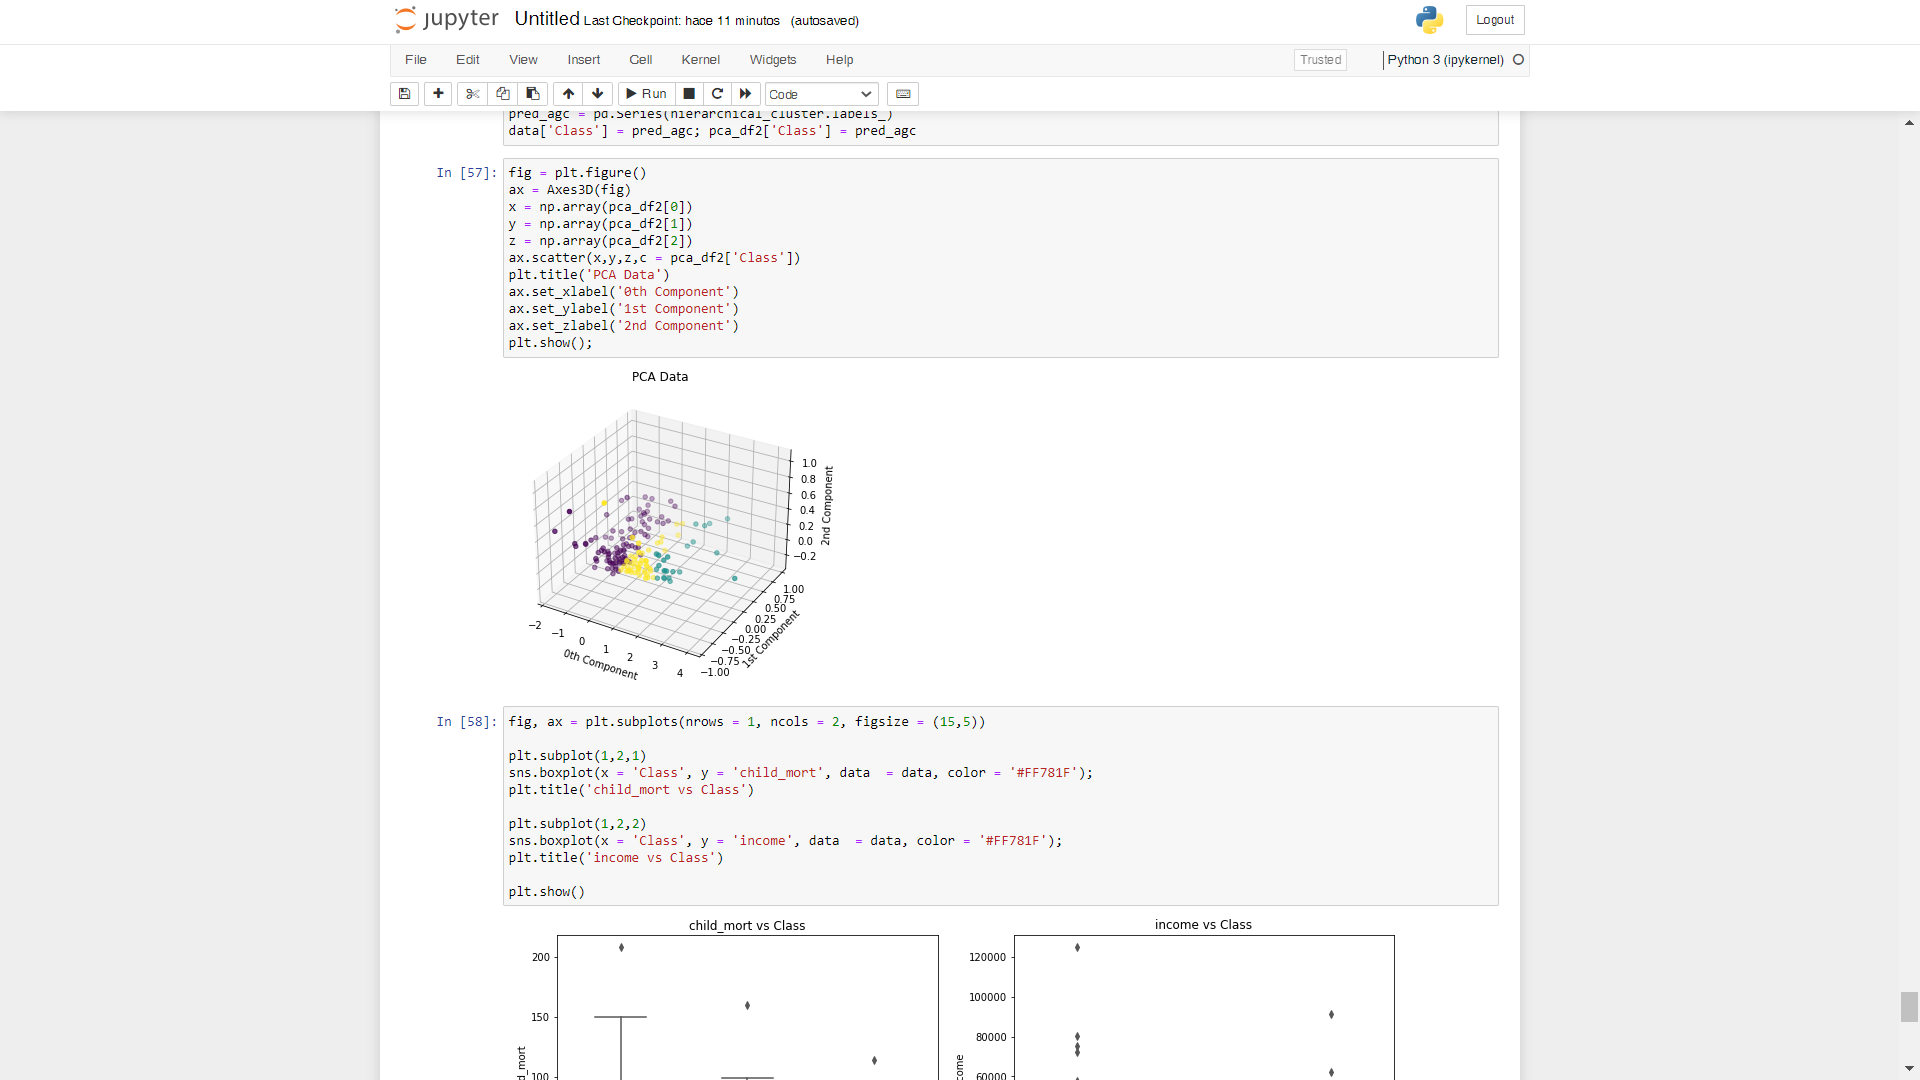 jupyter Untitled Last Checkpoint: hace 11 minutos (autosaved)
Logout
File Edit View Insert Cell Kernel Widgets Help
Trusted
Python 3 (ipykernel)
Run
Code
pred_agc = pd.Series(hierarchical_cluster.labels_)
data['Class'] = pred_agc; pca_df2['Class'] = pred_agc
In [57]:
fig = plt.figure()
ax = Axes3D(fig)
x = np.array(pca_df2[0])
y = np.array(pca_df2[1])
z = np.array(pca_df2[2])
ax.scatter(x,y,z,c = pca_df2['Class'])
plt.title('PCA Data')
ax.set_xlabel('0th Component')
ax.set_ylabel('1st Component')
ax.set_zlabel('2nd Component')
plt.show();
PCA Data
1.0
0.8
0.6
0.4
0.2
0.0
−0.2
2nd Component
1.00
0.75
0.50
0.25
0.00
−0.25
−0.50
−0.75
−1.00
1st Component
−2
−1
0
1
2
3
4
0th Component
In [58]:
fig, ax = plt.subplots(nrows = 1, ncols = 2, figsize = (15,5))
plt.subplot(1,2,1)
sns.boxplot(x = 'Class', y = 'child_mort', data  = data, color = '#FF781F');
plt.title('child_mort vs Class')
plt.subplot(1,2,2)
sns.boxplot(x = 'Class', y = 'income', data  = data, color = '#FF781F');
plt.title('income vs Class')
plt.show()
child_mort vs Class
200
150
100
d_mort
income vs Class
120000
100000
80000
60000
come